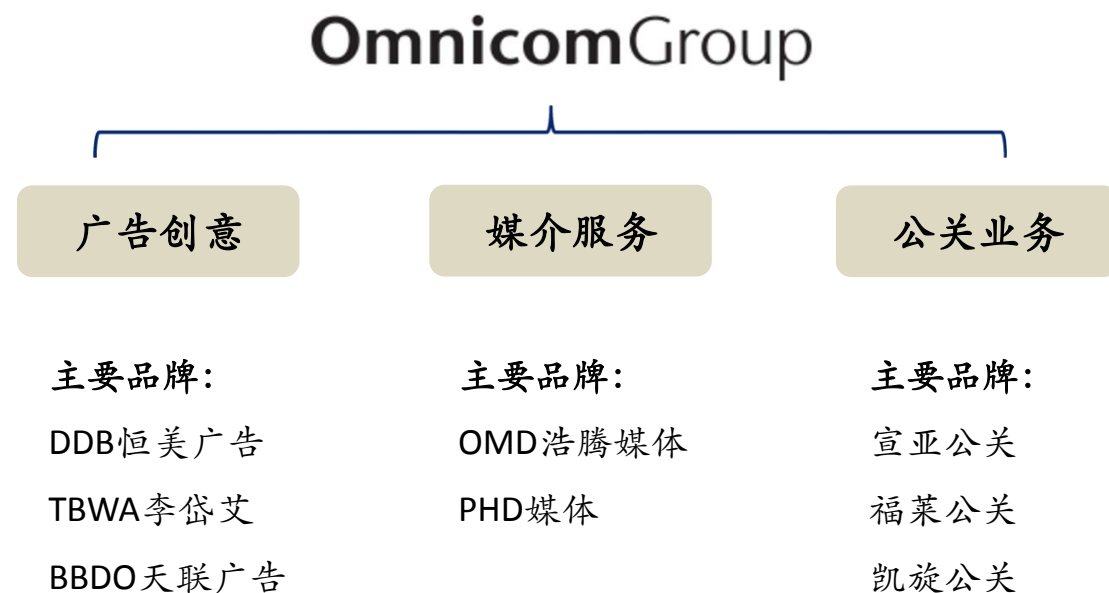 OmnicomGroup
广告创意
媒介服务
公关业务
主要品牌：
DDB恒美广告
TBWA李岱艾
BBDO天联广告
主要品牌：
OMD浩腾媒体
PHD媒体
主要品牌：
宣亚公关
福莱公关
凯旋公关